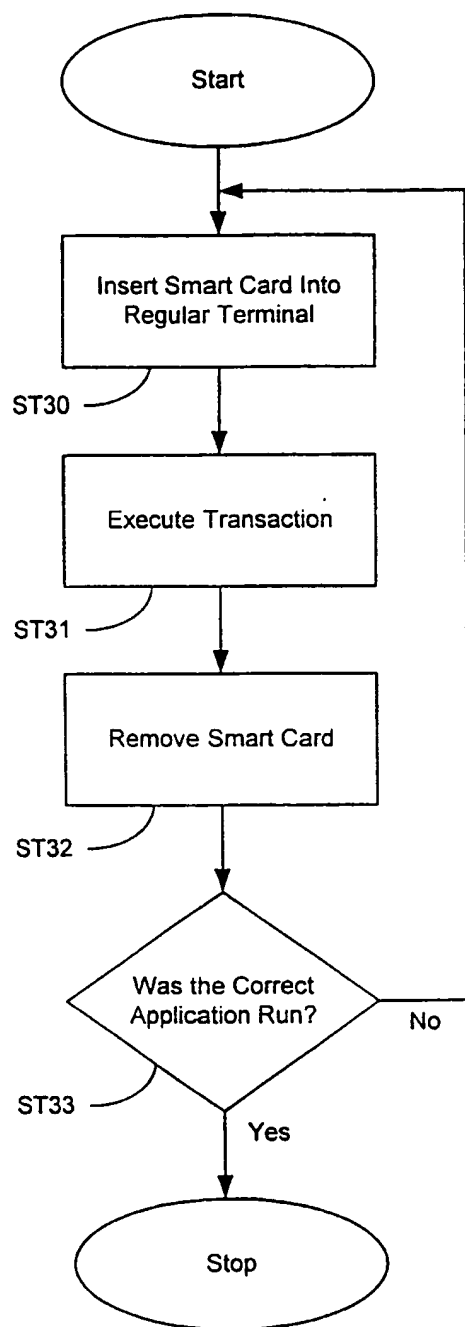 Start
Insert Smart Card Into
Regular Terminal
ST30
Execute Transaction
ST31
Remove Smart Card
ST32
Was the Correct
Application Run?
No
ST33
Yes
Stop